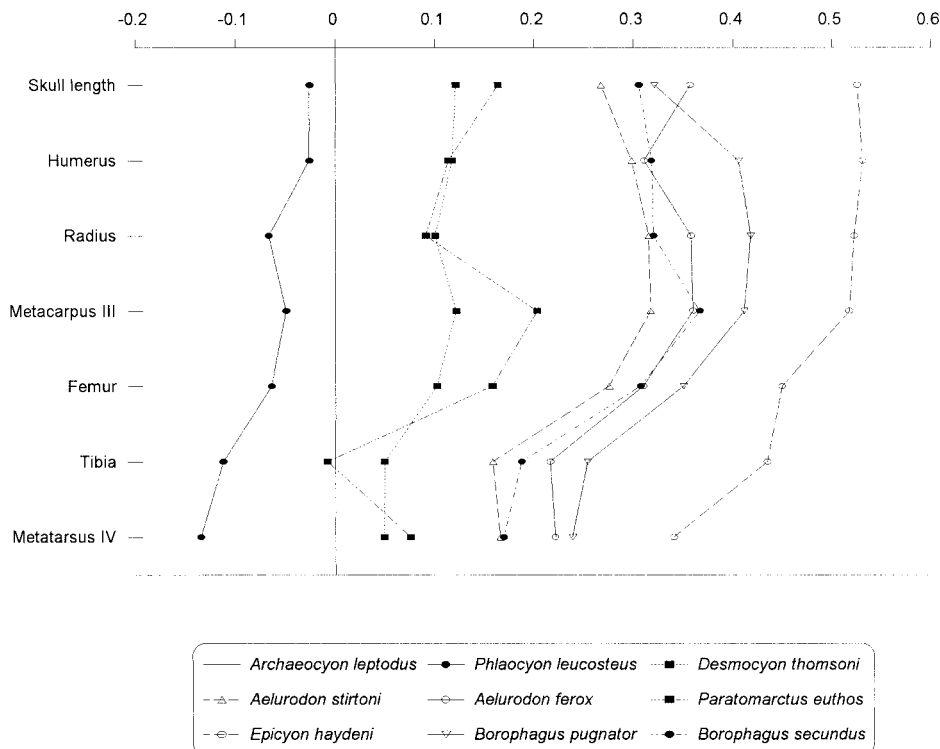 -0.2 -0.1 0 0.1 0.2 0.3 0.4 0.5 0.6
Skull length
Humerus
Radius
Metacarpus III
Femur
Tibia
Metatarsus IV
Archaeocyon leptodus Phlaocyon leucosteus Desmocyon thomsoni
Aelurodon stirtoni Aelurodon ferox Paratomarctus euthos
Epicyon haydeni Borophagus pugnator Borophagus secundus